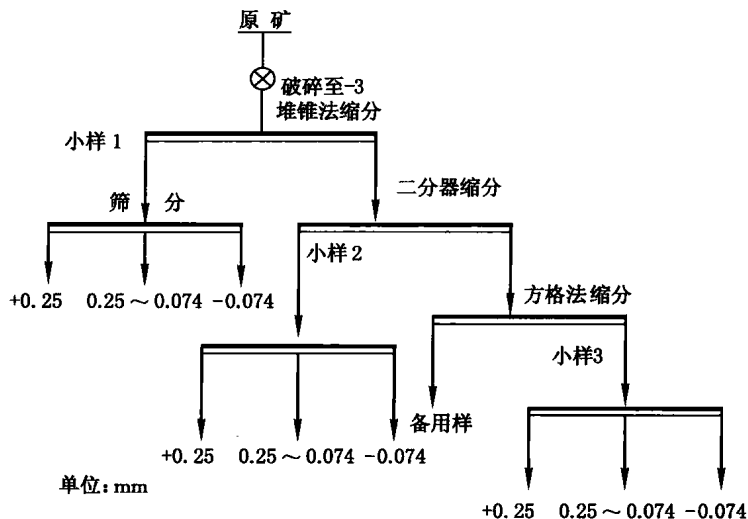 原 矿
破碎至-3
堆锥法缩分
小样 1
二分器缩分
筛 分
小样 2
+0.25 0.25～0.074 -0.074
方格法缩分
小样3
备用样
+0.25 0.25～0.074 -0.074
单位: mm
+0.25 0.25～0.074 -0.074